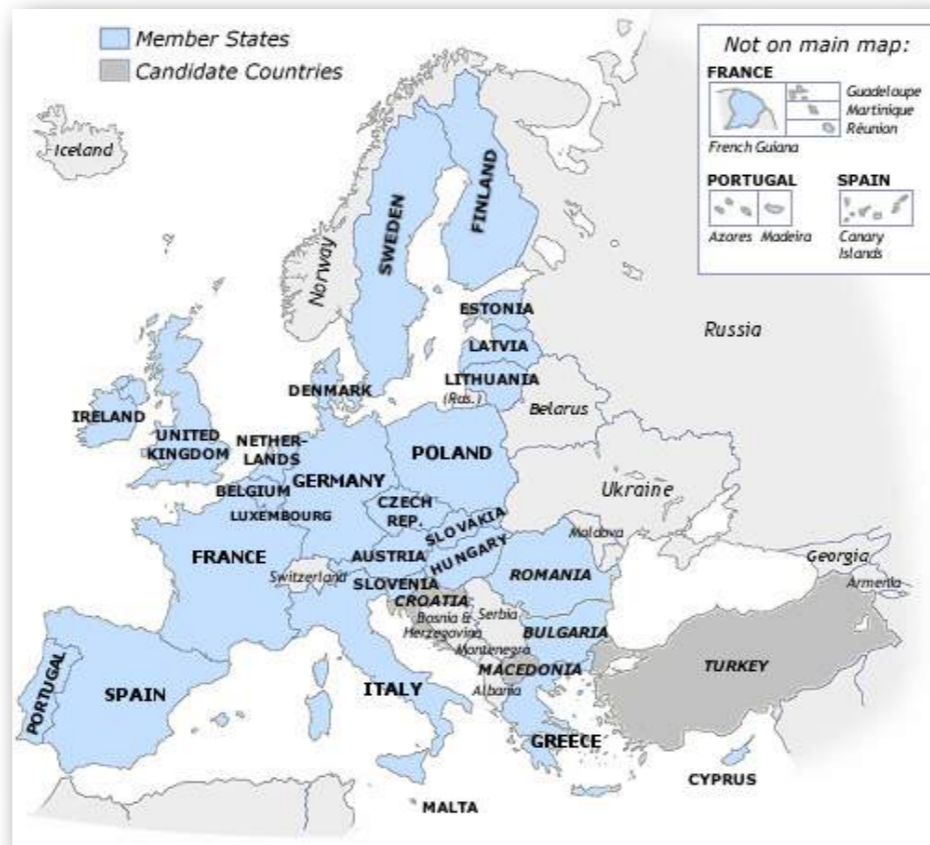 Member States
Candidate Countries
Not on main map:
FRANCE
Guadeloupe
Martinique
Réunion
French Guiana
PORTUGAL
SPAIN
Azores
Madeira
Canary
Islands
Iceland
Norway
SWEDEN
FINLAND
Russia
ESTONIA
LATVIA
LITHUANIA
(Rus.)
DENMARK
Belarus
IRELAND
UNITED
KINGDOM
NETHER-
LANDS
POLAND
GERMANY
BELGIUM
LUXEMBOURG
CZECH
REP.
SLOVAKIA
Ukraine
Moldova
FRANCE
AUSTRIA
HUNGARY
Switzerland
SLOVENIA
ROMANIA
Georgia
Armenia
CROATIA
Bosnia &
Herzegovina
Serbia
BULGARIA
Montenegro
MACEDONIA
Albania
TURKEY
PORTUGAL
SPAIN
ITALY
GREECE
CYPRUS
MALTA